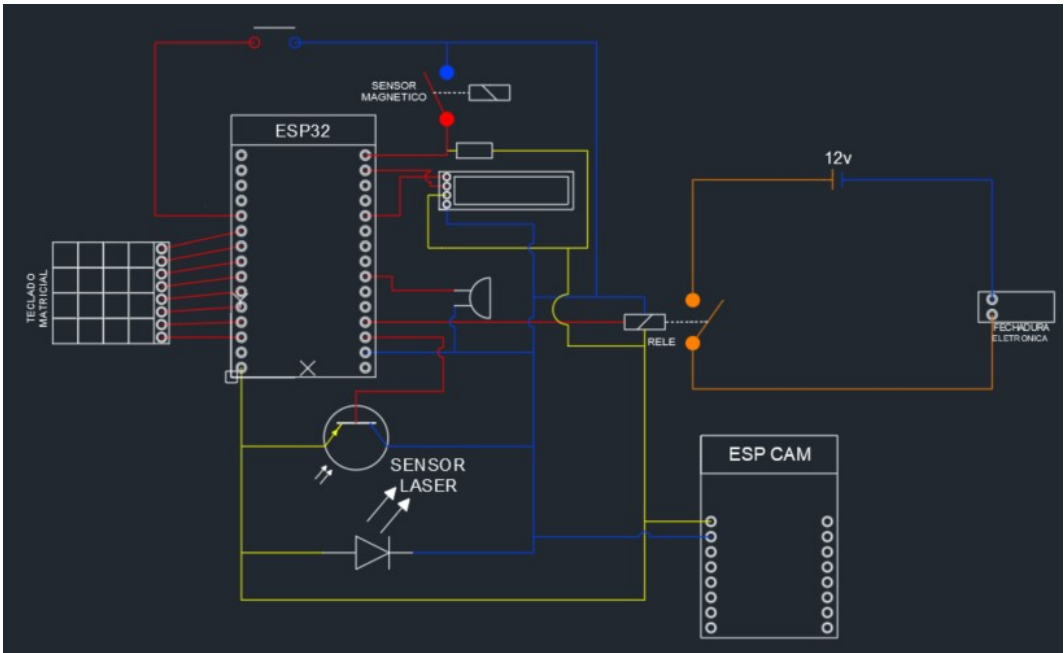 SENSOR
MAGNETICO
ESP32
12v
TECLADO
MATRICIAL
RELE
FECHADURA
ELETRONICA
SENSOR
LASER
ESP CAM